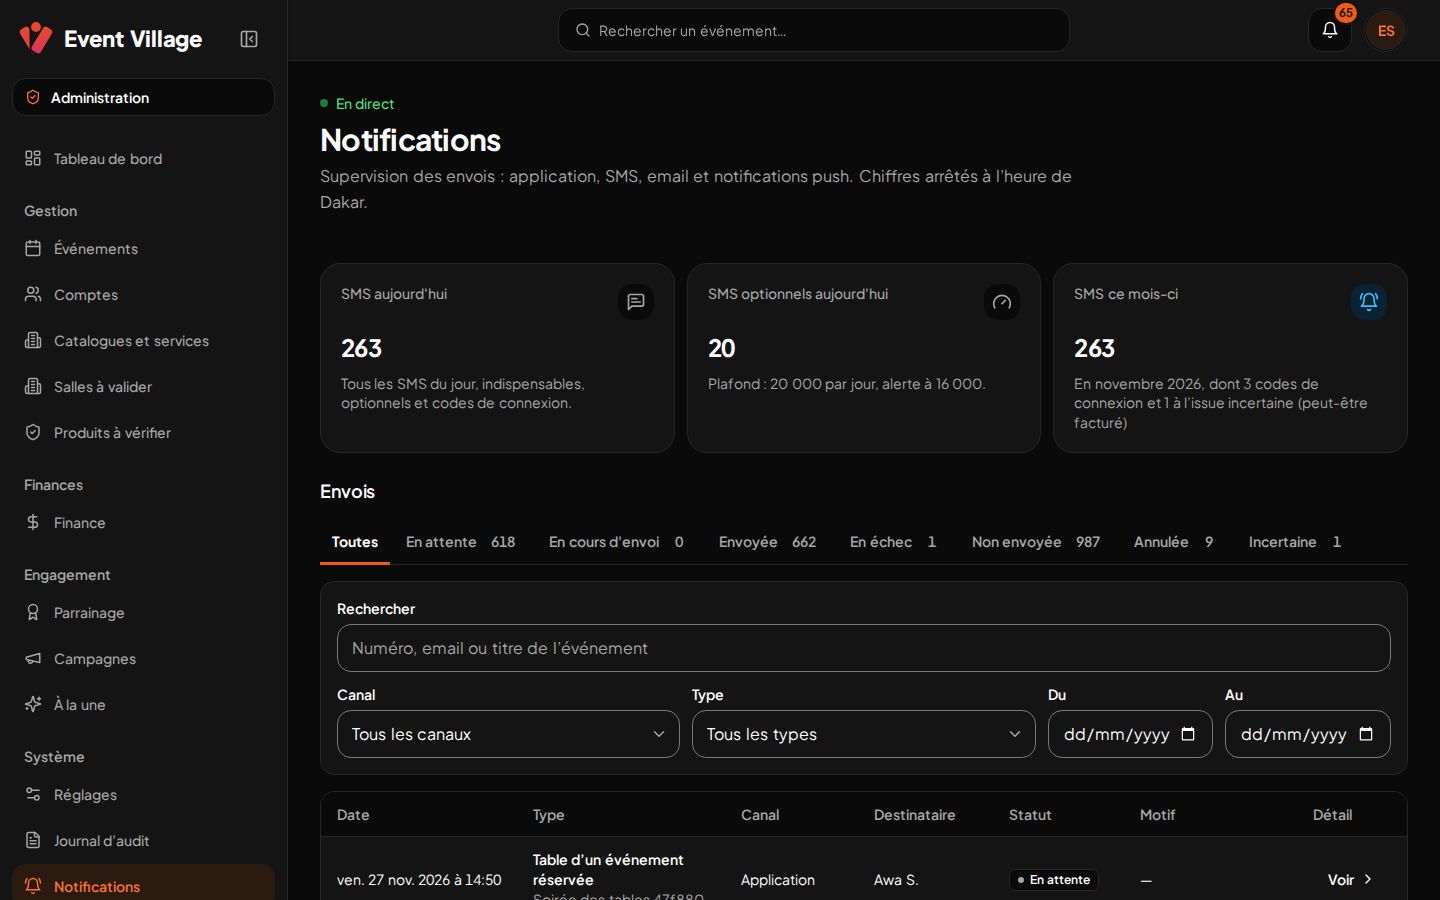 Event Village
Administration
Tableau de bord
Gestion
Événements
Comptes
Catalogues et services
Salles à valider
Produits à vérifier
Finances
Finance
Engagement
Parrainage
Campagnes
À la une
Système
Réglages
Journal d’audit
Notifications
Rechercher un événement...
65
ES
En direct
Notifications
Supervision des envois : application, SMS, email et notifications push. Chiffres arrêtés à l’heure de
Dakar.
SMS aujourd'hui
263
Tous les SMS du jour, indispensables,
optionnels et codes de connexion.
SMS optionnels aujourd'hui
20
Plafond : 20 000 par jour, alerte à 16 000.
SMS ce mois-ci
263
En novembre 2026, dont 3 codes de
connexion et 1 à l’issue incertaine (peut-être
facturé)
Envois
Toutes En attente 618 En cours d'envoi 0 Envoyée 662 En échec 1 Non envoyée 987 Annulée 9 Incertaine 1
Rechercher
Numéro, email ou titre de l’événement
Canal Type Du Au
Tous les canaux Tous les types dd/mm/yyyy dd/mm/yyyy
Date Type Canal Destinataire Statut Motif Détail
Table d’un événement
réservée
ven. 27 nov. 2026 à 14:50 Application Awa S. En attente — Voir
Soirée des tables 47f880